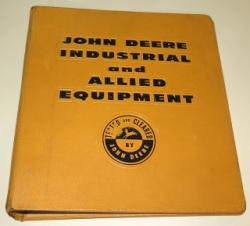 JOHN DEERE
INDUSTRIAL
and
ALLIED
EQUIPMENT
TESTED AND CLEARED
BY
JOHN DEERE